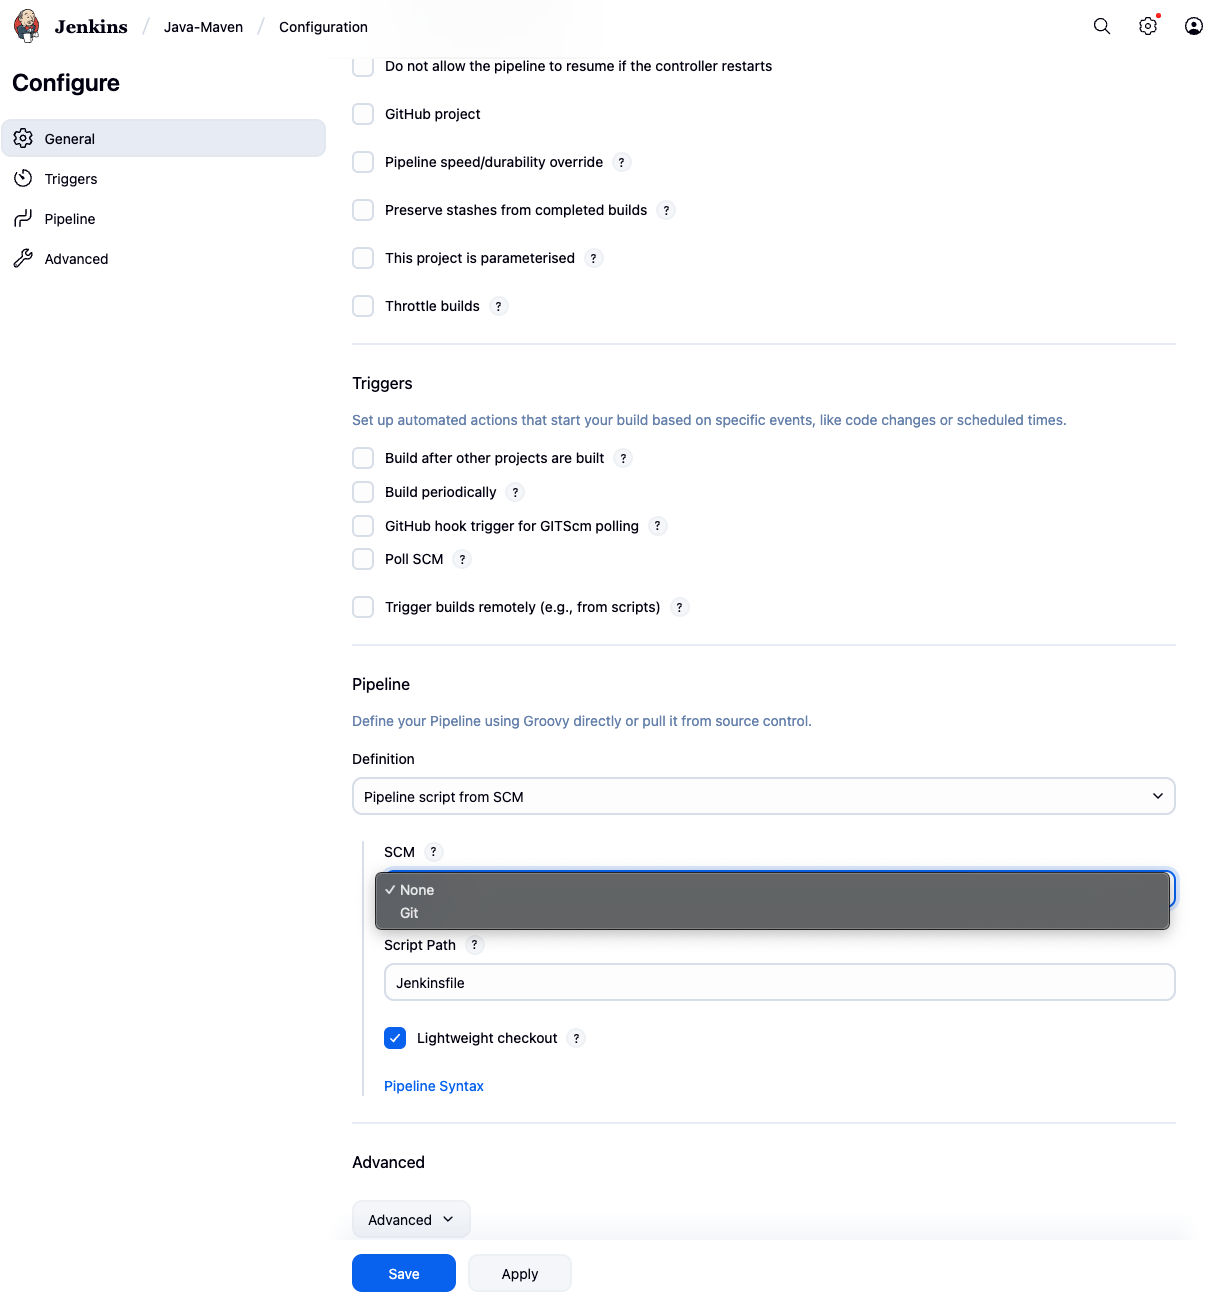 Jenkins / Java-Maven / Configuration
Configure
General
Triggers
Pipeline
Advanced
Do not allow the pipeline to resume if the controller restarts
GitHub project
Pipeline speed/durability override ?
Preserve stashes from completed builds ?
This project is parameterised ?
Throttle builds ?
Triggers
Set up automated actions that start your build based on specific events, like code changes or scheduled times.
Build after other projects are built ?
Build periodically ?
GitHub hook trigger for GITScm polling ?
Poll SCM ?
Trigger builds remotely (e.g., from scripts) ?
Pipeline
Define your Pipeline using Groovy directly or pull it from source control.
Definition
Pipeline script from SCM
SCM ?
✓ None
Git
Script Path ?
Jenkinsfile
Lightweight checkout ?
Pipeline Syntax
Advanced
Advanced
Save
Apply